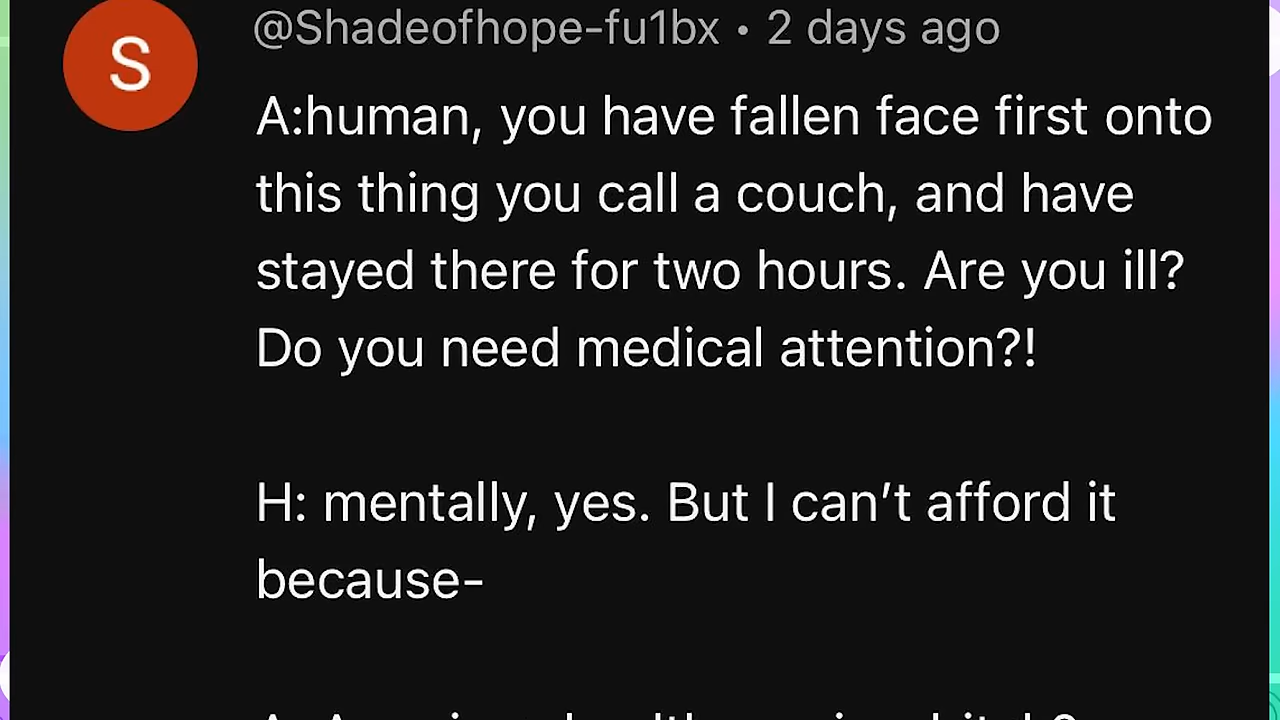 S
@Shadeofhope-fu1bx • 2 days ago
A:human, you have fallen face first onto
this thing you call a couch, and have
stayed there for two hours. Are you ill?
Do you need medical attention?!
H: mentally, yes. But I can’t afford it
because-